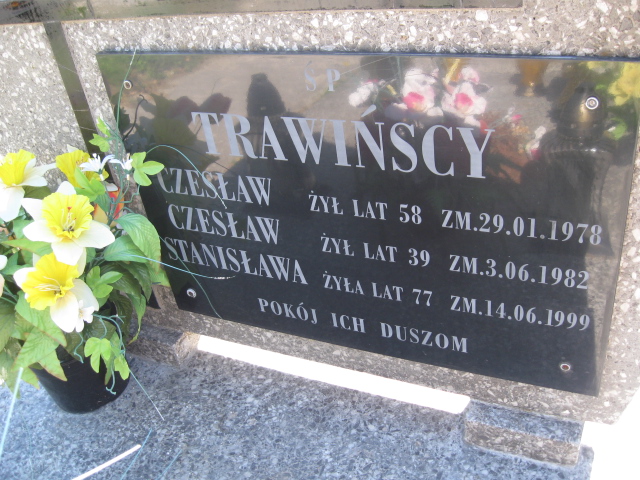 ŚP
TRAWIŃSCY
CZESŁAW ŻYŁ LAT 58 ZM.29.01.1978
CZESŁAW ŻYŁ LAT 39 ZM.3.06.1982
STANISŁAWA ŻYŁA LAT 77 ZM.14.06.1999
POKÓJ ICH DUSZOM